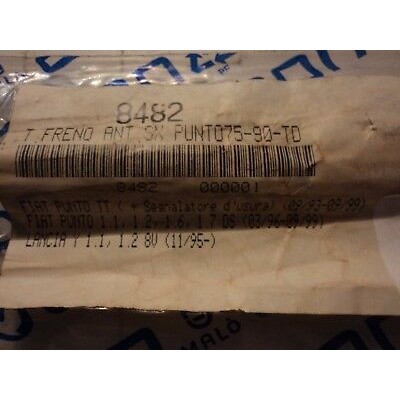 8482
T.FRENO ANT SX PUNTO75-90-TD
8482 000001
FIAT PUNTO TT ( + Segnalatore d'usura) (09/93-09/99)
FIAT PUNTO 1.1, 1.2, 1.6, 1.7 DS (03/96-09/99)
LANCIA Y 1.1, 1.2 8V (11/95-)
MALÒ